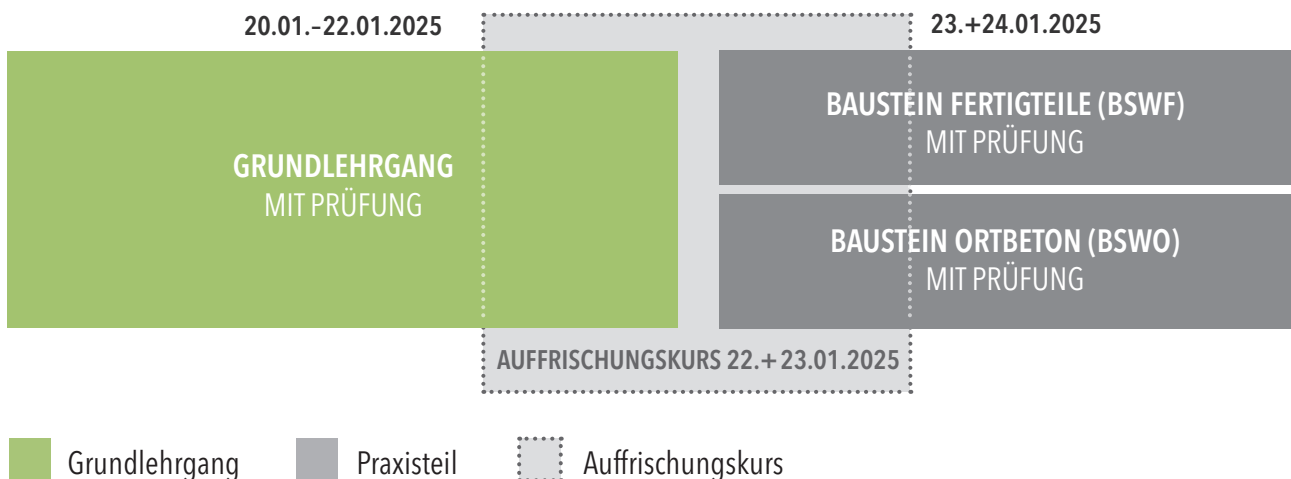 20.01.–22.01.2025
23.+24.01.2025
GRUNDLEHRGANG
MIT PRÜFUNG
BAUSTEIN FERTIGTEILE (BSWF)
MIT PRÜFUNG
BAUSTEIN ORTBETON (BSWO)
MIT PRÜFUNG
AUFFRISCHUNGSKURS 22.+23.01.2025
Grundlehrgang
Praxisteil
Auffrischungskurs